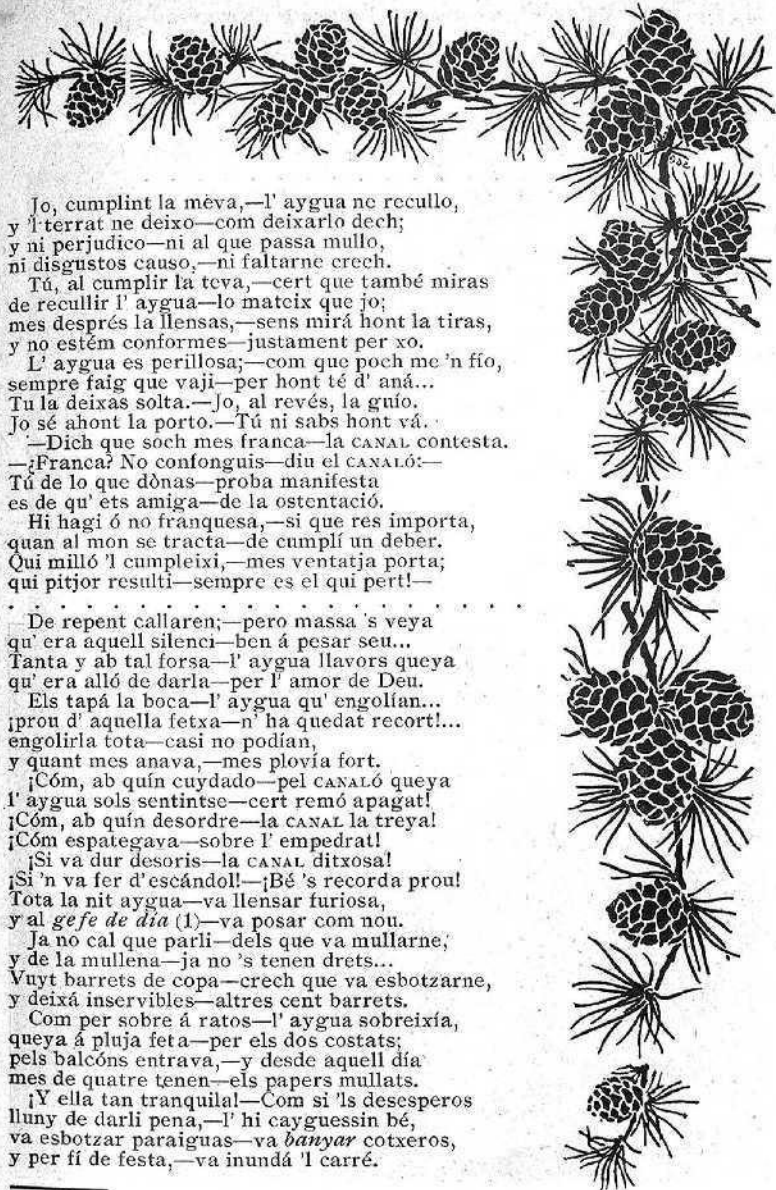 Jo, cumplint la meva,—l' aygua ne recullo,
y 'l terrat ne deixo—com deixarlo dech;
y ni perjudico—ni al que passa mullo,
ni disgustos causo,—ni faltarne crech.
Tú, al cumplir la teva,—cert que també miras
de recullir l' aygua—lo mateix que jo;
mes després la llensas,—sens mirá hont la tiras,
y no estém conformes—justament per xo.
L' aygua es perillosa;—com que poch me 'n fío,
sempre faig que vaji—per hont té d' aná...
Tu la deixas solta.—Jo, al revés, la guío.
Jo sé ahont la porto.—Tú ni sabs hont vá.
—Dich que soch mes franca—la CANAL contesta.
—¿Franca? No confonguis—diu el CANALÓ:—
Tú de lo que dònas—proba manifesta
es de qu' ets amiga—de la ostentació.
Hi hagi ó no franquesa,—si que res importa,
quan al mon se tracta—de cumplí un deber.
Qui milló 'l cumpleixi,—mes ventatja porta;
qui pitjor resulti—sempre es el qui pert!—
. . . . . . . . . . . . . . . . . . . .
De repent callaren;—pero massa 's veya
qu' era aquell silenci—ben á pesar seu...
Tanta y ab tal forsa—l' aygua llavors queya
qu' era alló de darla—per l' amor de Deu.
Els tapá la boca—l' aygua qu' engolían...
¡prou d' aquella fetxa—n' ha quedat recort!...
engolirla tota—casi no podían,
y quant mes anava,—mes plovía fort.
¡Cóm, ab quín cuydado—pel CANALÓ queya
l' aygua sols sentintse—cert remó apagat!
¡Cóm, ab quín desordre—la CANAL la treya!
¡Cóm espategava—sobre l' empedrat!
¡Si va dur desoris—la CANAL ditxosa!
¡Si 'n va fer d' escándol!—¡Bé 's recorda prou!
Tota la nit aygua—va llensar furiosa,
y al gefe de día (1)—va posar com nou.
Ja no cal que parli—dels que va mullarne,
y de la mullena—ja no 's tenen drets...
Vuyt barrets de copa—crech que va esbotzarne,
y deixá inservibles—altres cent barrets.
Com per sobre á ratos—l' aygua sobreixía,
queya á pluja feta—per els dos costats;
pels balcóns entrava,—y desde aquell día
mes de quatre tenen—els papers mullats.
¡Y ella tan tranquila!—Com si 'ls desesperos
lluny de darli pena,—l' hi cayguessin bé,
va esbotzar paraiguas—va banyar cotxeros,
y per fí de festa,—va inundá 'l carré.